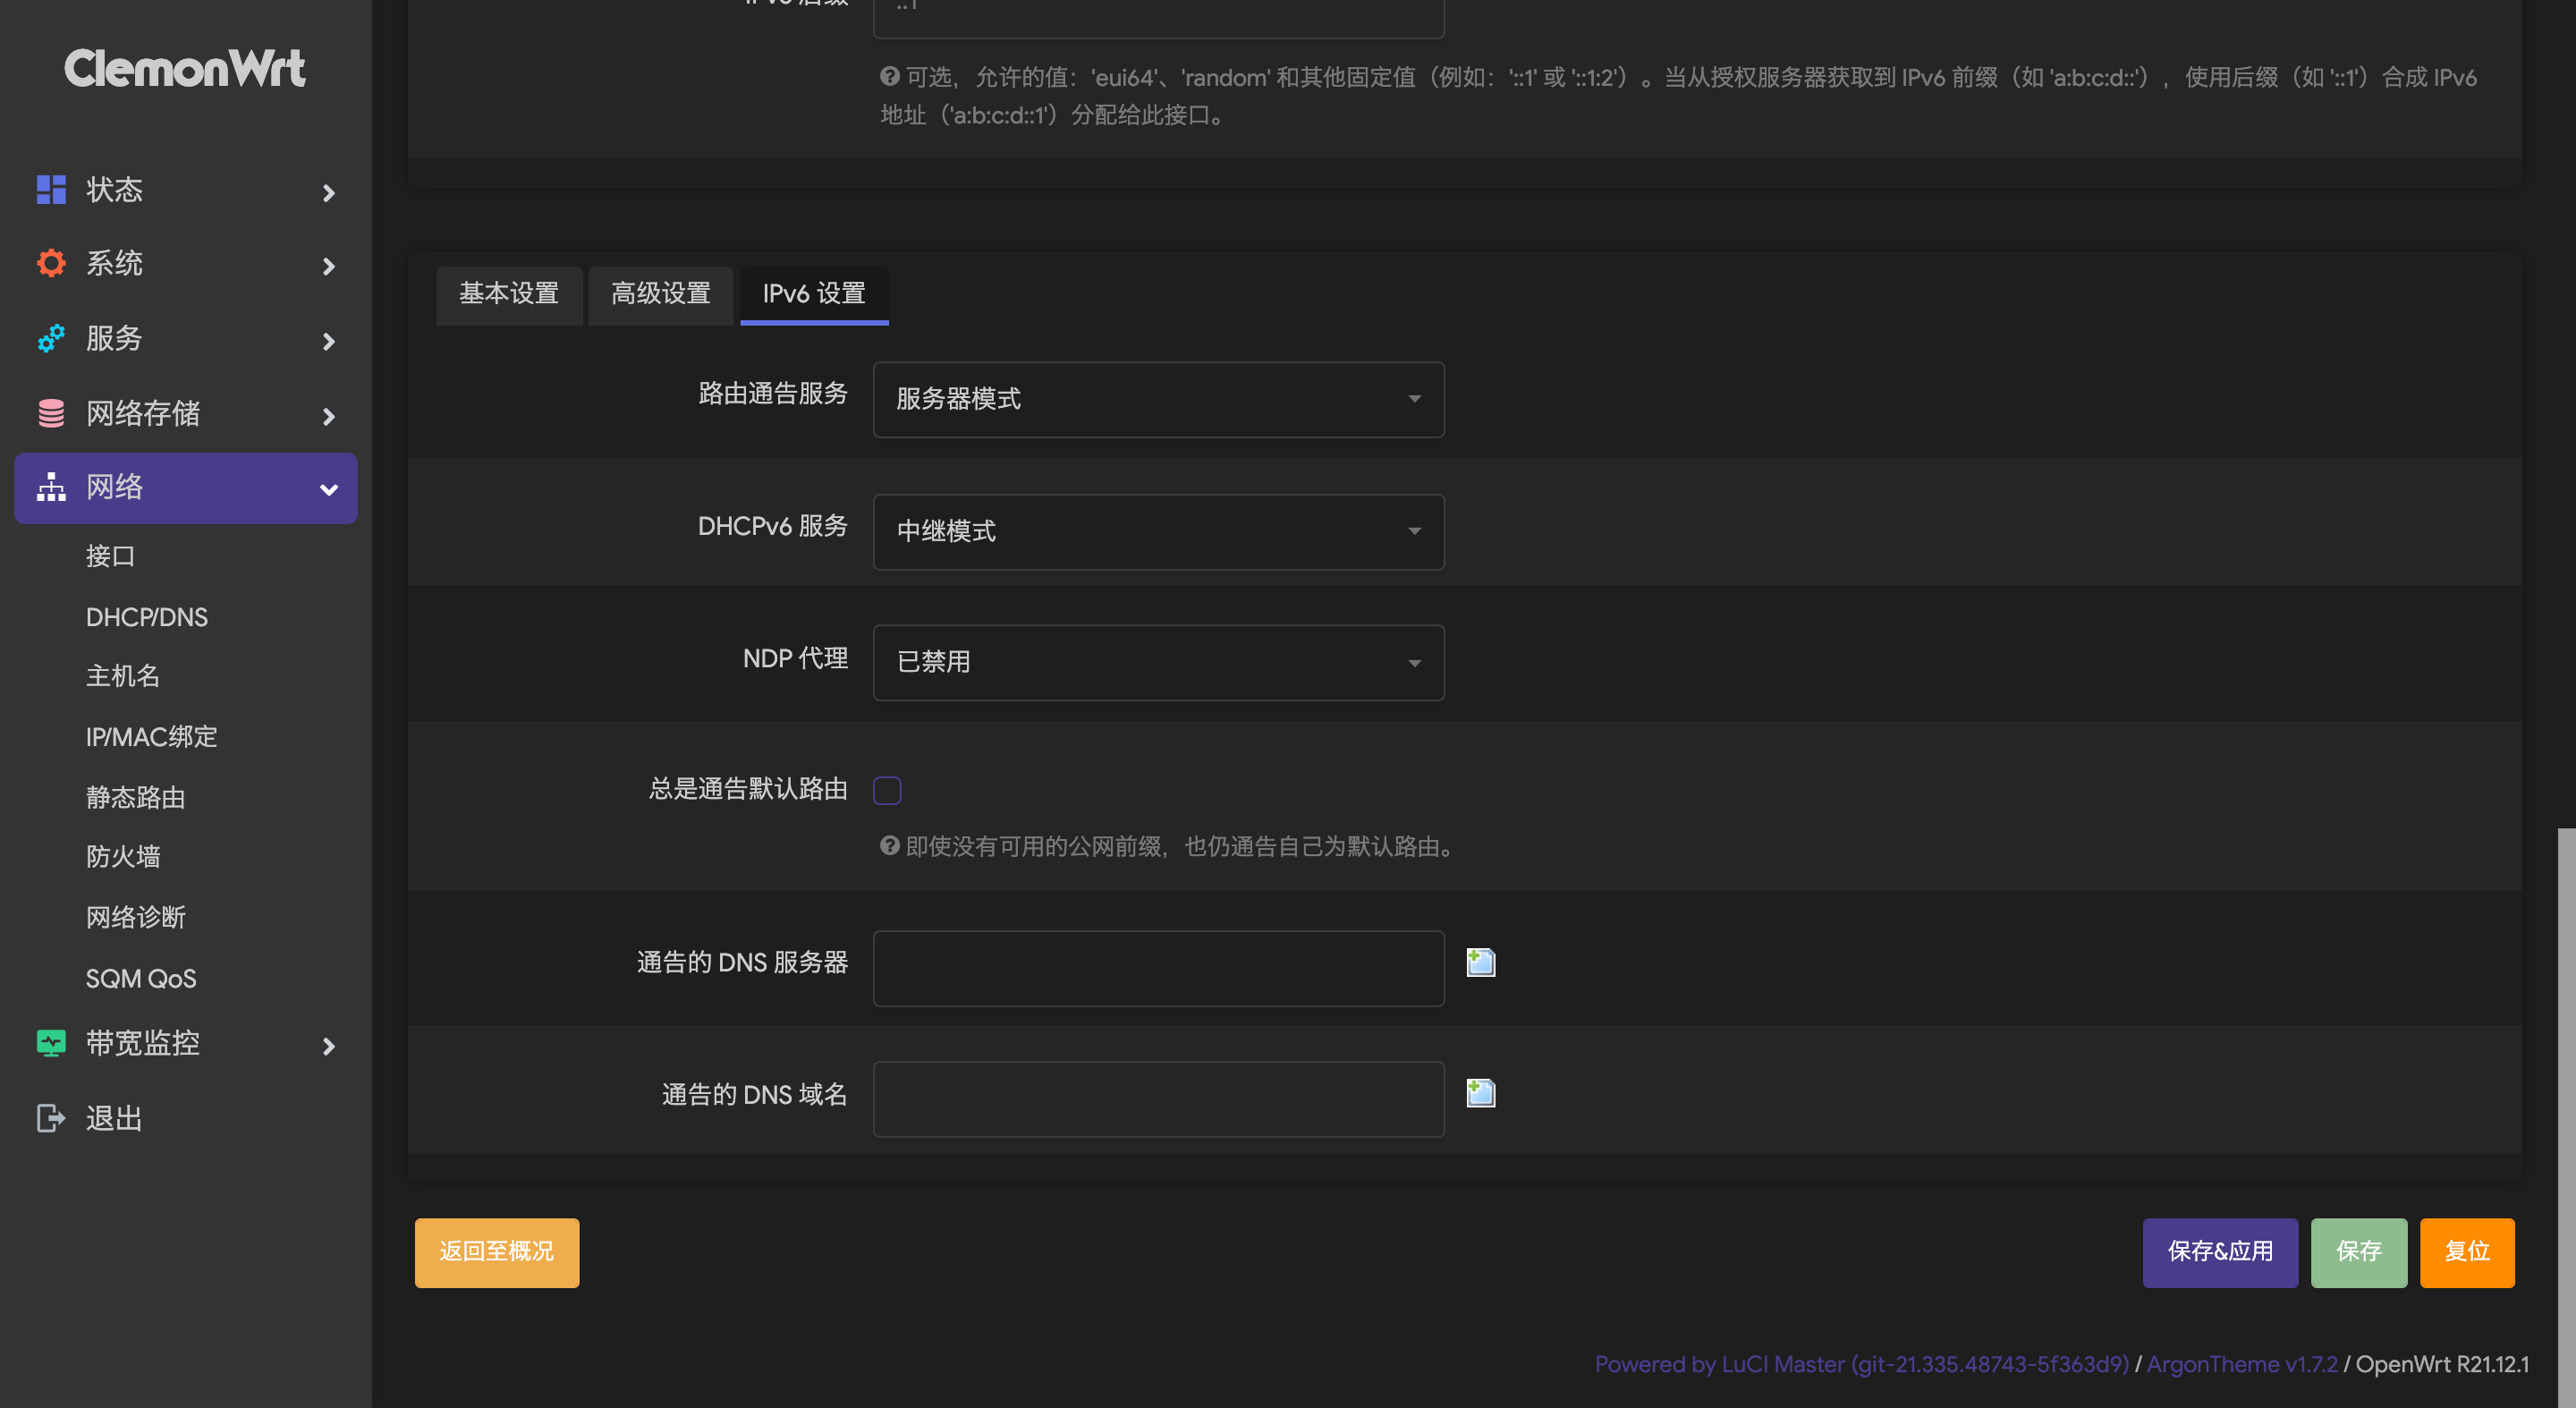 ClemonWrt
状态
系统
服务
网络存储
网络
接口
DHCP/DNS
主机名
IP/MAC绑定
静态路由
防火墙
网络诊断
SQM QoS
带宽监控
退出
IPv6 后缀
::1
可选，允许的值：'eui64'、'random' 和其他固定值（例如：'::1' 或 '::1:2'）。当从授权服务器获取到 IPv6 前缀（如 'a:b:c:d::'），使用后缀（如 '::1'）合成 IPv6
地址（'a:b:c:d::1'）分配给此接口。
基本设置 高级设置 IPv6 设置
路由通告服务 服务器模式
DHCPv6 服务 中继模式
NDP 代理 已禁用
总是通告默认路由
即使没有可用的公网前缀，也仍通告自己为默认路由。
通告的 DNS 服务器
通告的 DNS 域名
返回至概况 保存&应用 保存 复位
Powered by LuCI Master (git-21.335.48743-5f363d9) / ArgonTheme v1.7.2 / OpenWrt R21.12.1